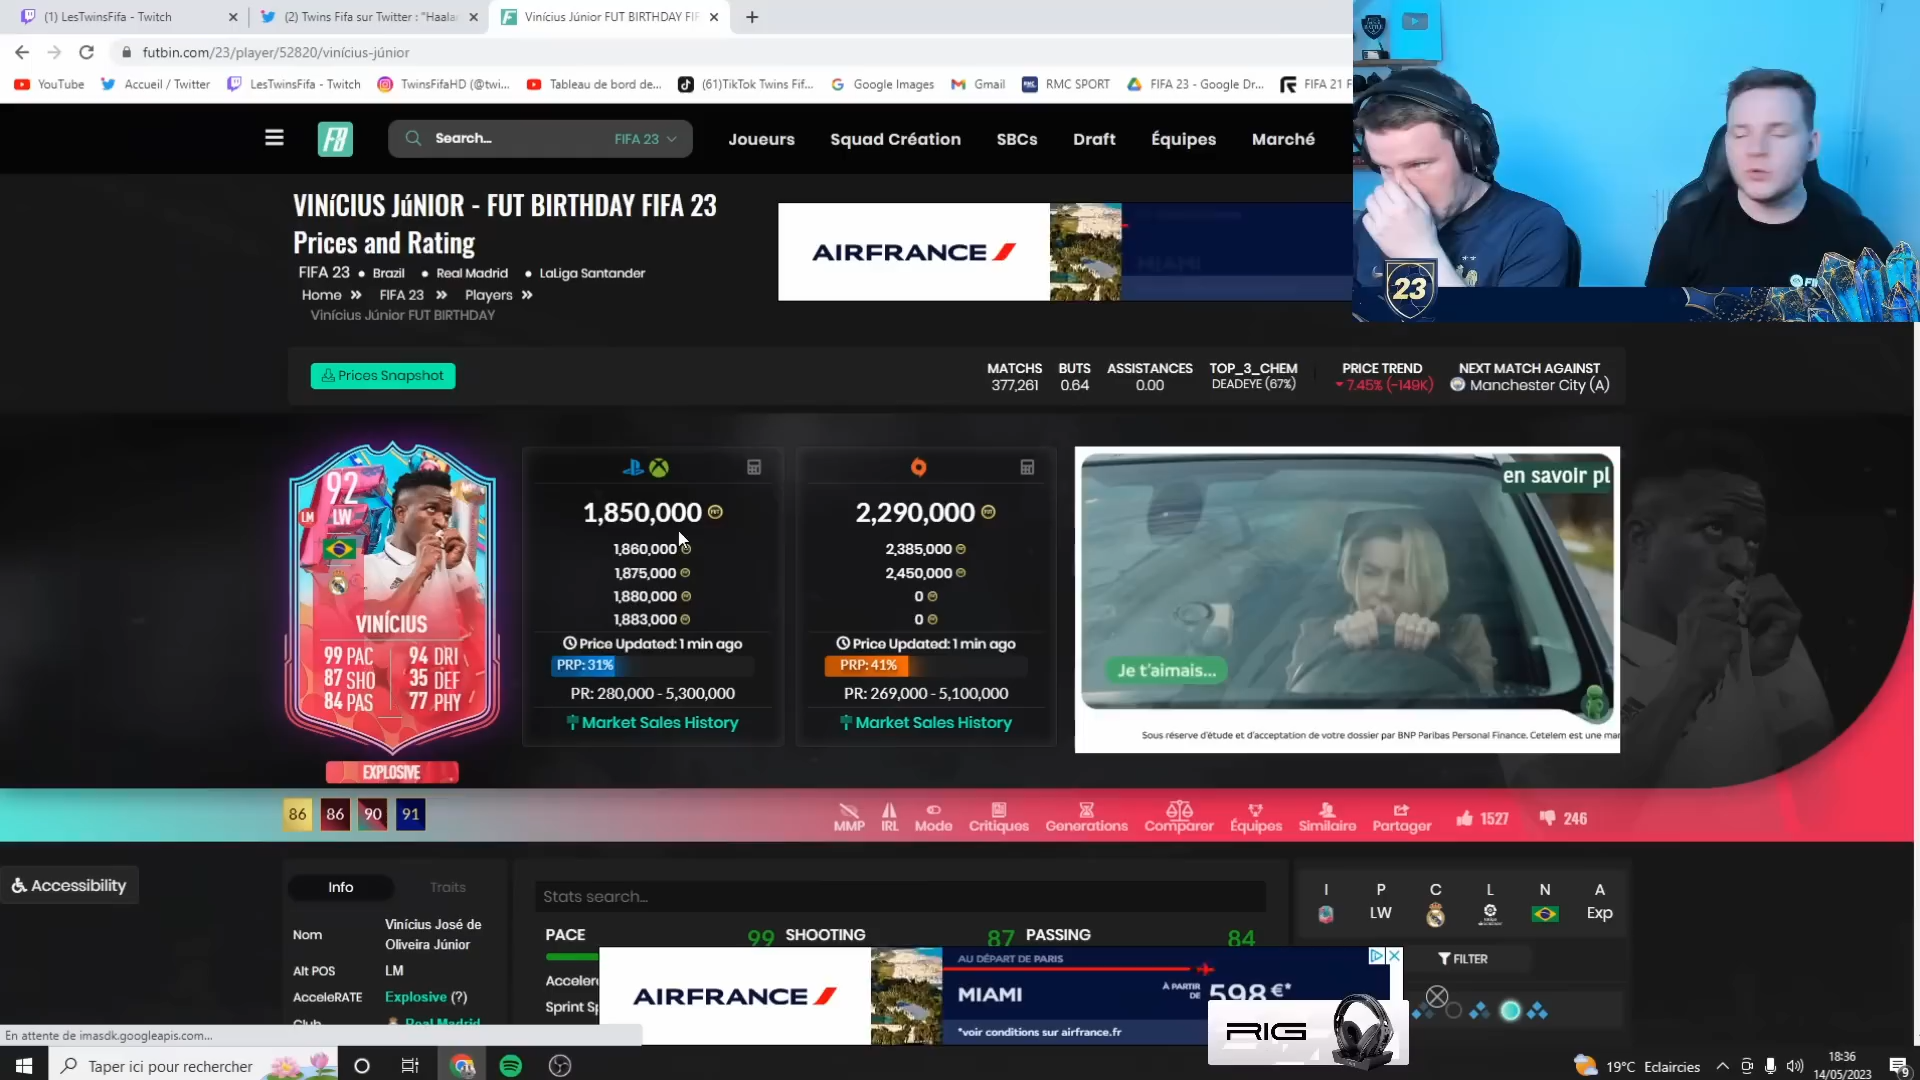 (1) LesTwinsFifa - Twitch
(2) Twins Fifa sur Twitter : "Haala
Vinícius Júnior FUT BIRTHDAY FIF
futbin.com/23/player/52820/vinícius-júnior
YouTube
Accueil / Twitter
LesTwinsFifa - Twitch
TwinsFifaHD (@twi...
Tableau de bord de...
(61)TikTok Twins Fif...
Google Images
Gmail
RMC SPORT
FIFA 23 - Google Dr...
FIFA 21 F
FB
Search...
FIFA 23
Joueurs
Squad Création
SBCs
Draft
Équipes
Marché
VINíCIUS JúNIOR - FUT BIRTHDAY FIFA 23
Prices and Rating
FIFA 23 • Brazil • Real Madrid • LaLiga Santander
Home » FIFA 23 » Players »
Vinícius Júnior FUT BIRTHDAY
AIRFRANCE
MIAMI
23
Prices Snapshot
MATCHS
377,261
BUTS
0.64
ASSISTANCES
0.00
TOP_3_CHEM
DEADEYE (67%)
PRICE TREND
7.45% (-149K)
NEXT MATCH AGAINST
Manchester City (A)
92
LW
LM
VINÍCIUS
99 PAC 94 DRI
87 SHO 35 DEF
84 PAS 77 PHY
EXPLOSIVE
1,850,000
1,860,000
1,875,000
1,880,000
1,883,000
Price Updated: 1 min ago
PRP: 31%
PR: 280,000 - 5,300,000
Market Sales History
2,290,000
2,385,000
2,450,000
0
0
Price Updated: 1 min ago
PRP: 41%
PR: 269,000 - 5,100,000
Market Sales History
en savoir pl
Je t'aimais...
Sous réserve d'étude et d'acceptation de votre dossier par BNP Paribas Personal Finance. Cetelem est une mar
86 86 90 91
MMP
IRL
Mode
Critiques
Generations
Comparer
Équipes
Similaire
Partager
1527
246
Accessibility
Info
Traits
Nom
Vinícius José de
Oliveira Júnior
Alt POS
LM
AcceleRATE
Explosive (?)
Club
Real Madrid
Stats search...
PACE 99
SHOOTING 87
PASSING 84
Acceler
Sprint Sp
I P C L N A
LW
Exp
FILTER
AIRFRANCE
AU DÉPART DE PARIS
MIAMI
À PARTIR
DE
598 €*
*voir conditions sur airfrance.fr
RIG
En attente de imasdk.googleapis.com...
Taper ici pour rechercher
19°C Eclaircies
18:36
14/05/2023
9